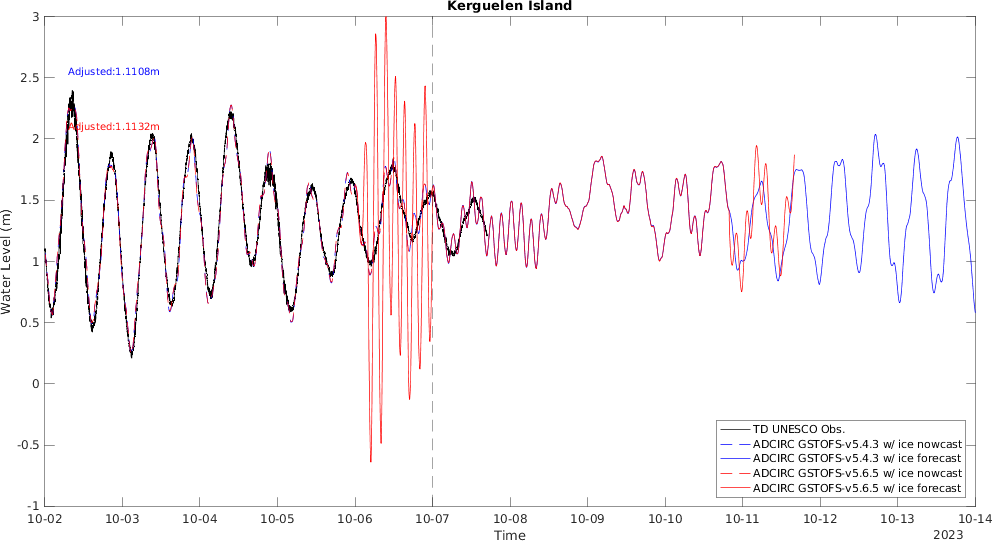 Kerguelen Island
3
2.5
2
1.5
1
0.5
0
-0.5
-1
Water Level (m)
Adjusted:1.1108m
Adjusted:1.1132m
TD UNESCO Obs.
ADCIRC GSTOFS-v5.4.3 w/ ice nowcast
ADCIRC GSTOFS-v5.4.3 w/ ice forecast
ADCIRC GSTOFS-v5.6.5 w/ ice nowcast
ADCIRC GSTOFS-v5.6.5 w/ ice forecast
10-02 10-03 10-04 10-05 10-06 10-07 10-08 10-09 10-10 10-11 10-12 10-13 10-14
Time
2023